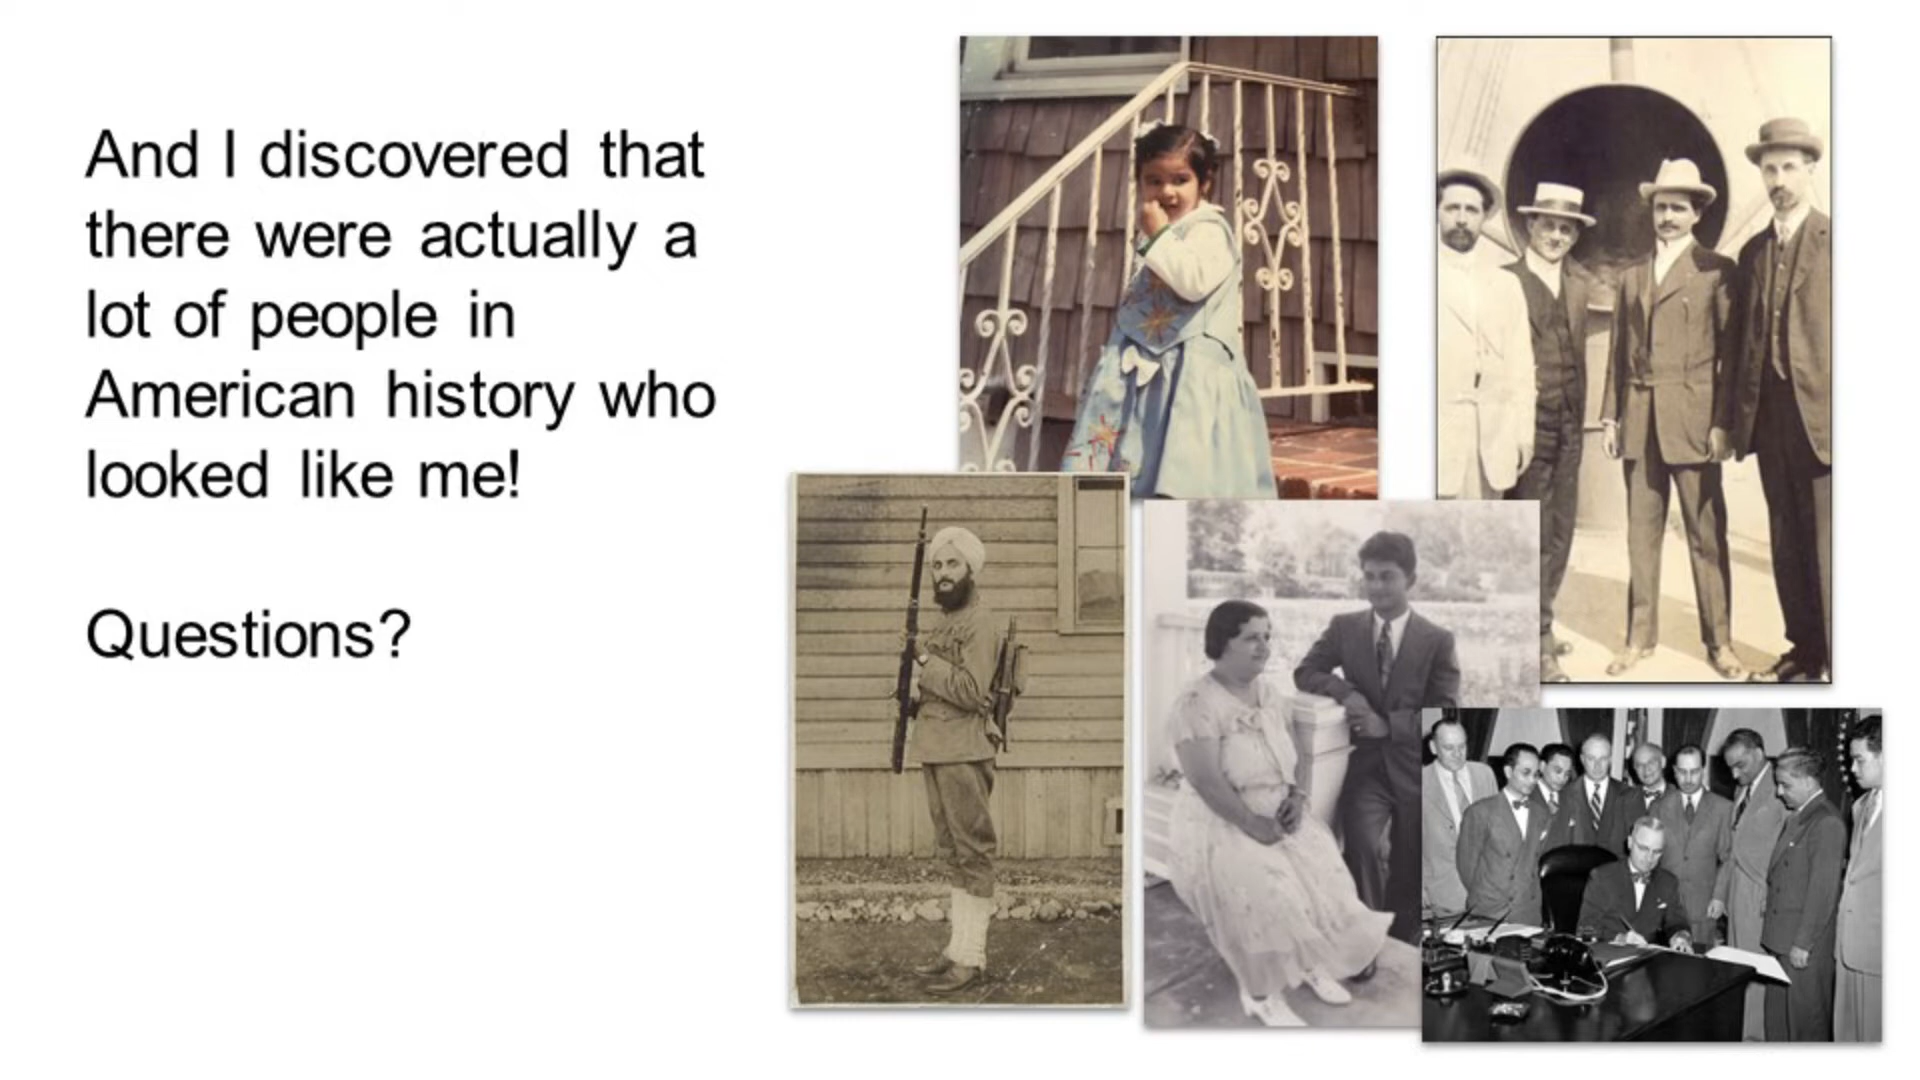 And I discovered that
there were actually a
lot of people in
American history who
looked like me!
Questions?